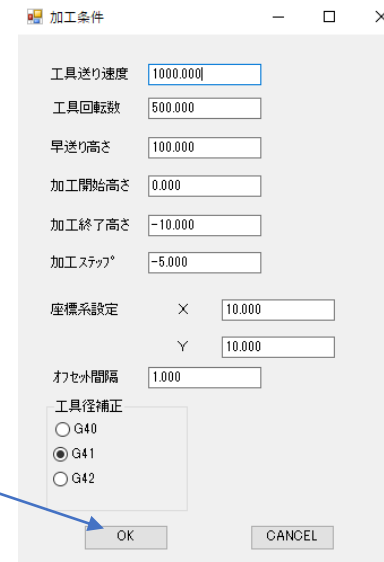 加工条件
工具送り速度 1000.000
工具回転数 500.000
早送り高さ 100.000
加工開始高さ 0.000
加工終了高さ -10.000
加工ｽﾃｯﾌﾟ -5.000
座標系設定 X 10.000
Y 10.000
ｵﾌｾｯﾄ間隔 1.000
工具径補正
G40
G41
G42
OK CANCEL